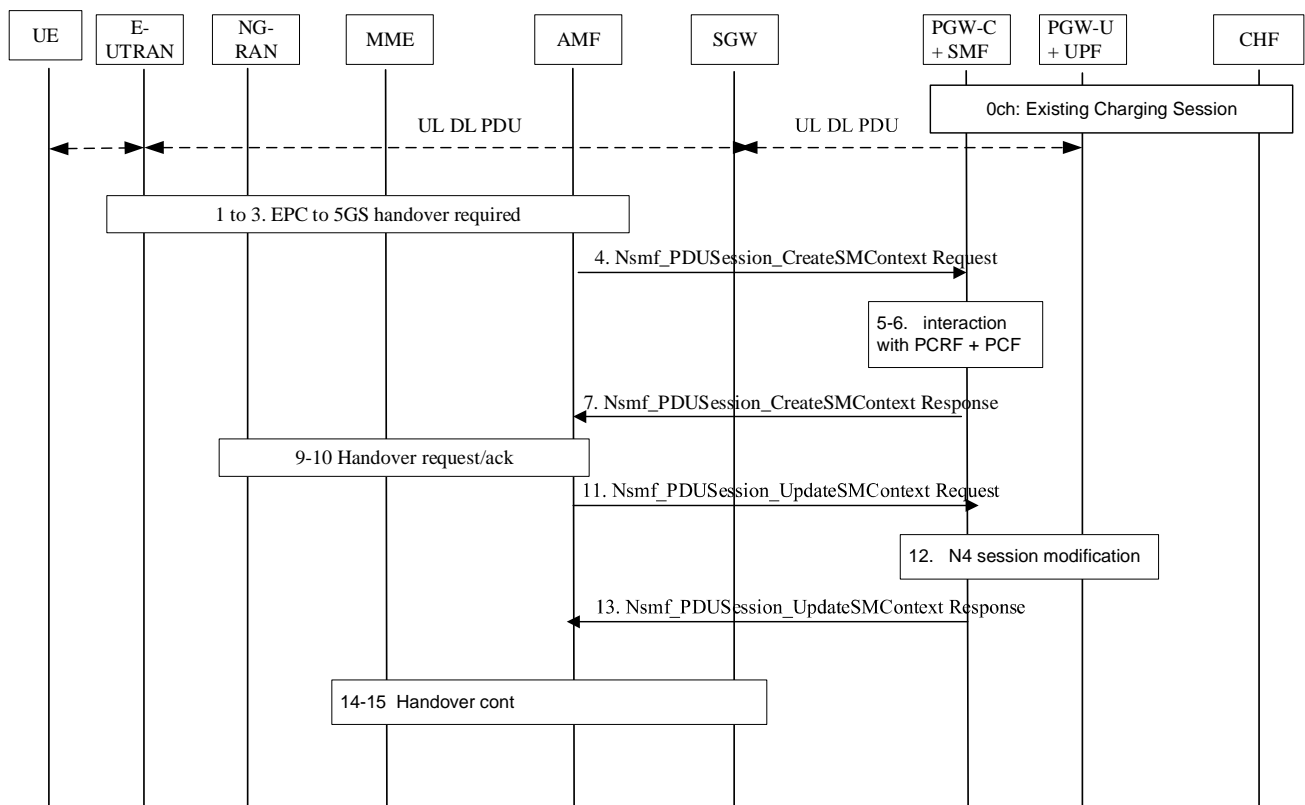 UE
E-
UTRAN
NG-
RAN
MME
AMF
SGW
PGW-C
+ SMF
PGW-U
+ UPF
CHF
0ch: Existing Charging Session
UL DL PDU
UL DL PDU
1 to 3. EPC to 5GS handover required
4. Nsmf_PDUSession_CreateSMContext Request
5-6. interaction
with PCRF + PCF
7. Nsmf_PDUSession_CreateSMContext Response
9-10 Handover request/ack
11. Nsmf_PDUSession_UpdateSMContext Request
12. N4 session modification
13. Nsmf_PDUSession_UpdateSMContext Response
14-15 Handover cont